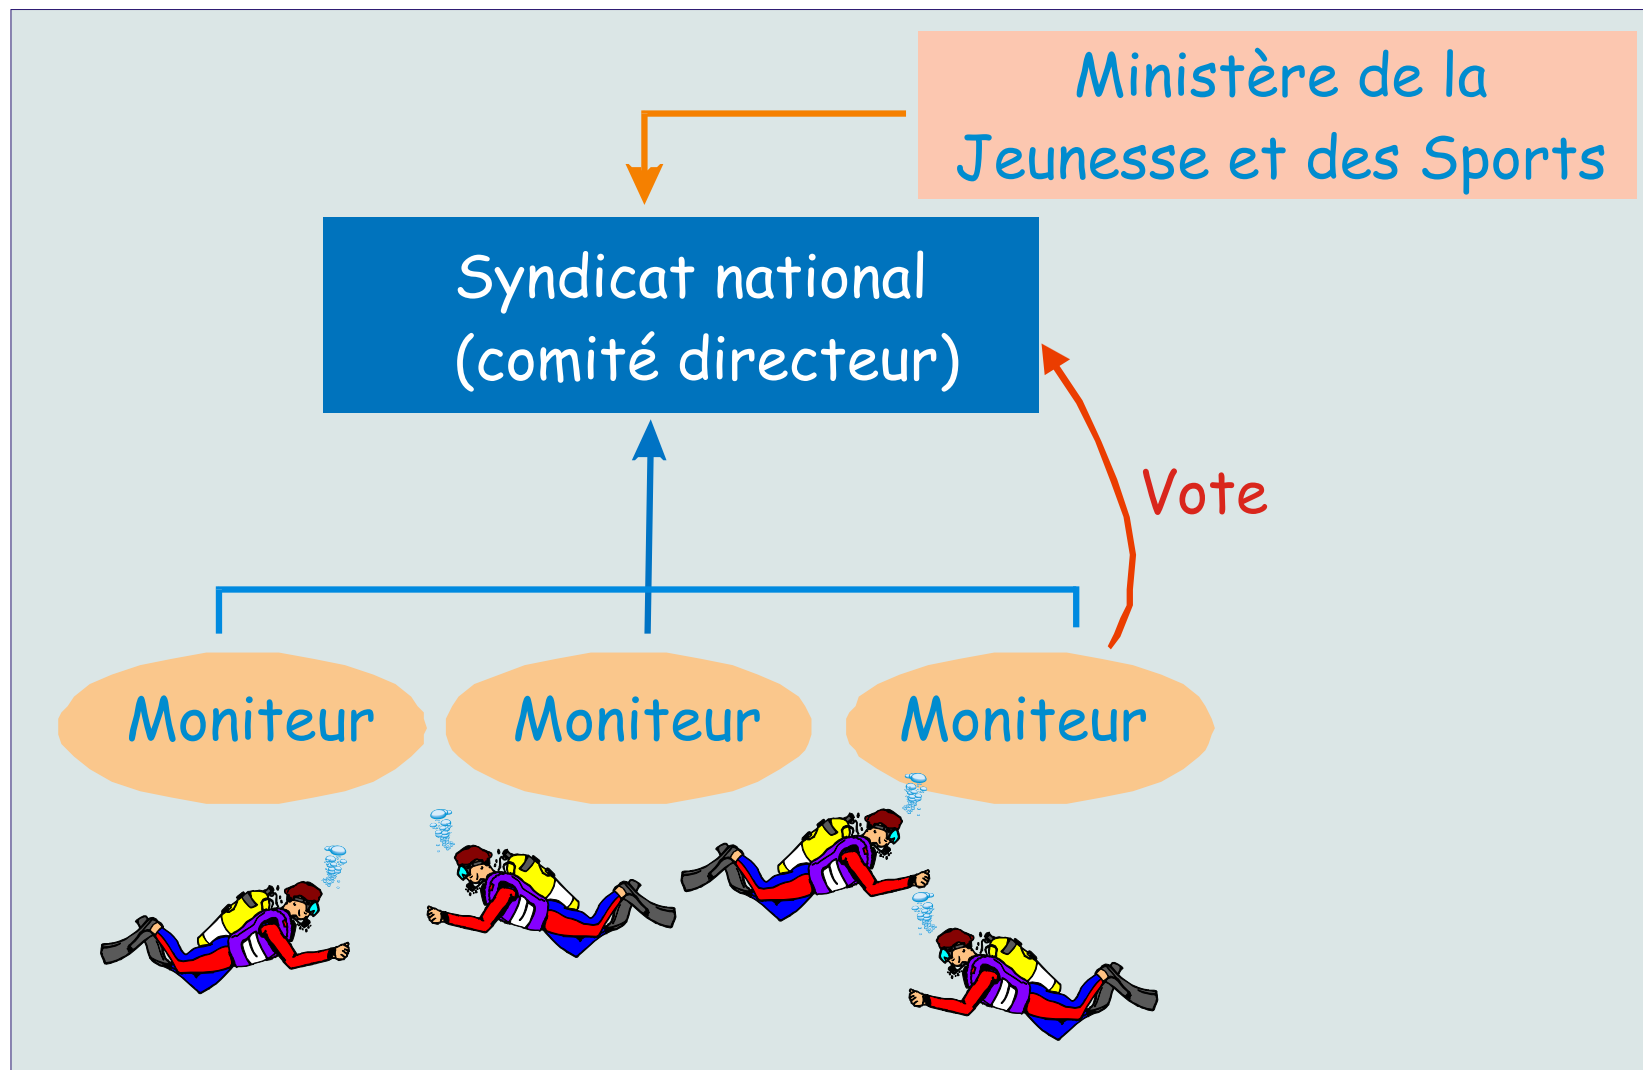 Ministère de la
Jeunesse et des Sports
Syndicat national
(comité directeur)
Vote
Moniteur
Moniteur
Moniteur